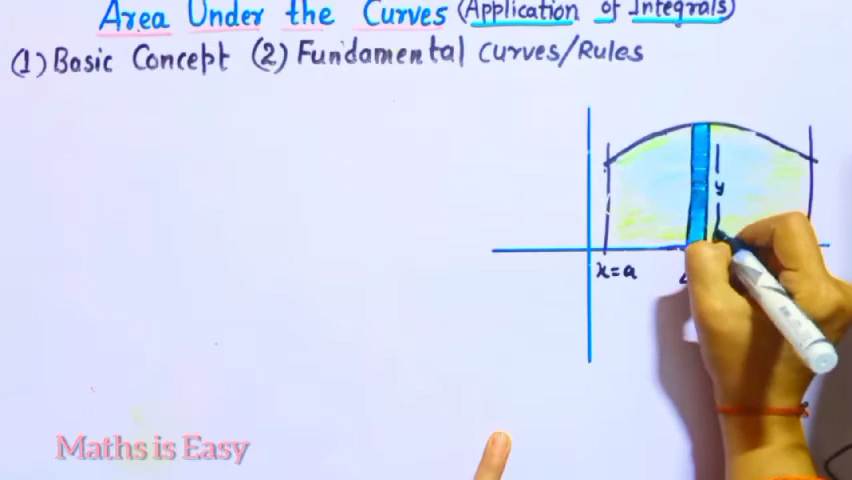 Area Under the Curves (Application of Integrals)
(1) Basic Concept (2) Fundamental Curves/Rules
y
x=a
Maths is Easy